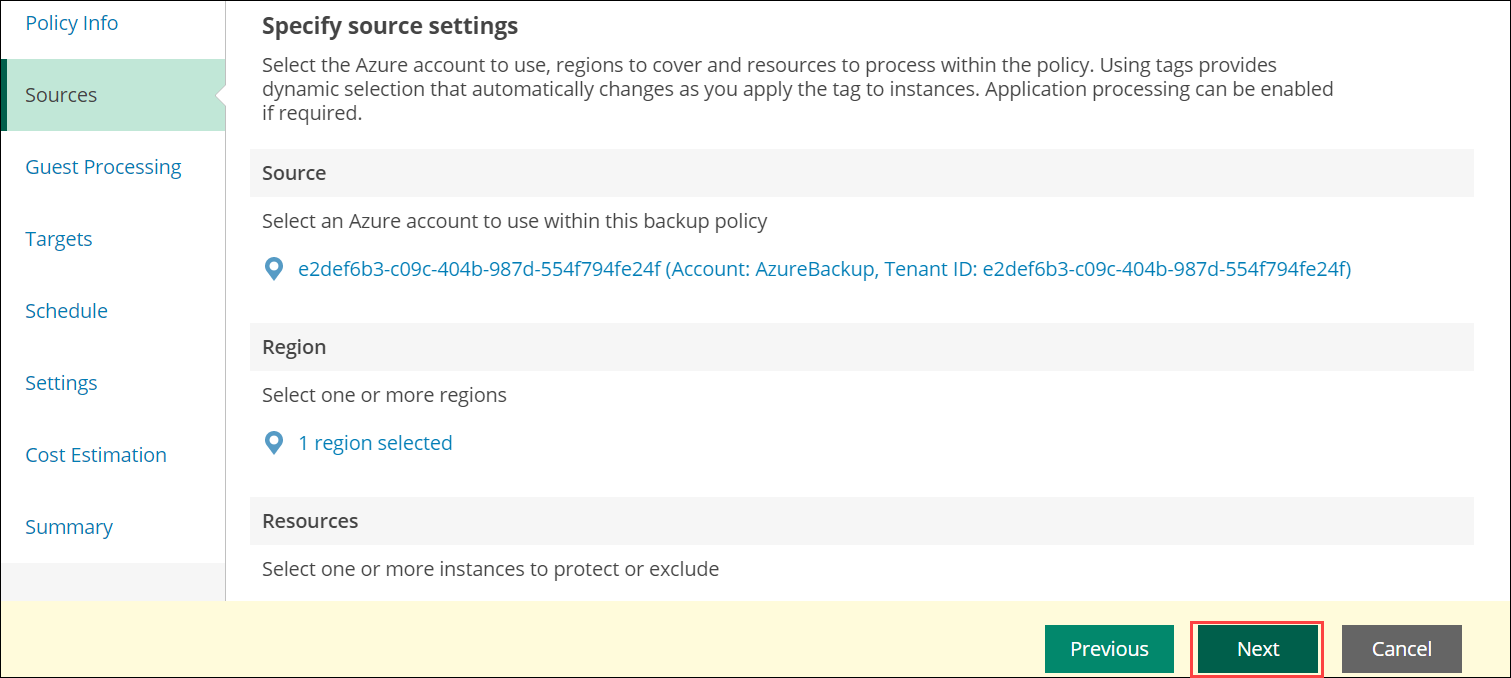 Policy Info
Sources
Guest Processing
Targets
Schedule
Settings
Cost Estimation
Summary
Specify source settings
Select the Azure account to use, regions to cover and resources to process within the policy. Using tags provides
dynamic selection that automatically changes as you apply the tag to instances. Application processing can be enabled
if required.
Source
Select an Azure account to use within this backup policy
e2def6b3-c09c-404b-987d-554f794fe24f (Account: AzureBackup, Tenant ID: e2def6b3-c09c-404b-987d-554f794fe24f)
Region
Select one or more regions
1 region selected
Resources
Select one or more instances to protect or exclude
Previous
Next
Cancel